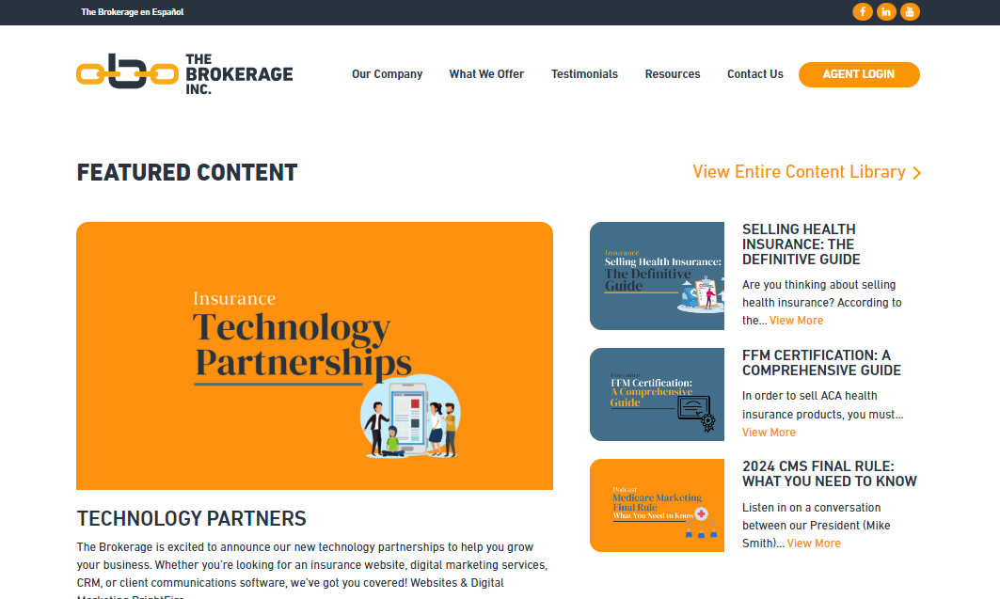 The Brokerage en Español
THE
BROKERAGE
INC.
Our Company
What We Offer
Testimonials
Resources
Contact Us
AGENT LOGIN
FEATURED CONTENT
View Entire Content Library
Insurance
Technology
Partnerships
TECHNOLOGY PARTNERS
The Brokerage is excited to announce our new technology partnerships to help you grow
your business. Whether you're looking for an insurance website, digital marketing services,
CRM, or client communications software, we've got you covered! Websites & Digital
Marketing BrightFire
Insurance
Selling Health Insurance:
The Definitive
Guide
SELLING HEALTH
INSURANCE: THE
DEFINITIVE GUIDE
Are you thinking about selling
health insurance? According to
the... View More
Insurance
FFM Certification:
A Comprehensive
Guide
FFM CERTIFICATION: A
COMPREHENSIVE GUIDE
In order to sell ACA health
insurance products, you must...
View More
Podcast
Medicare Marketing
Final Rule
What You Need to Know
2024 CMS FINAL RULE:
WHAT YOU NEED TO KNOW
Listen in on a conversation
between our President (Mike
Smith)... View More